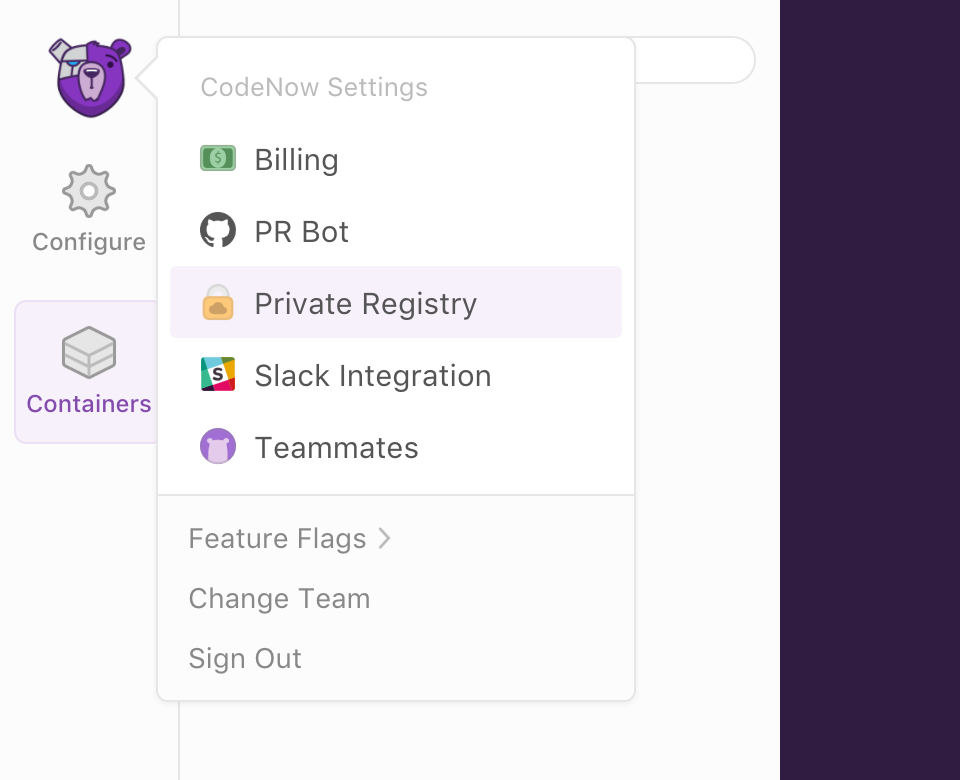 CodeNow Settings
Billing
PR Bot
Private Registry
Slack Integration
Teammates
Feature Flags
Change Team
Sign Out
Configure
Containers